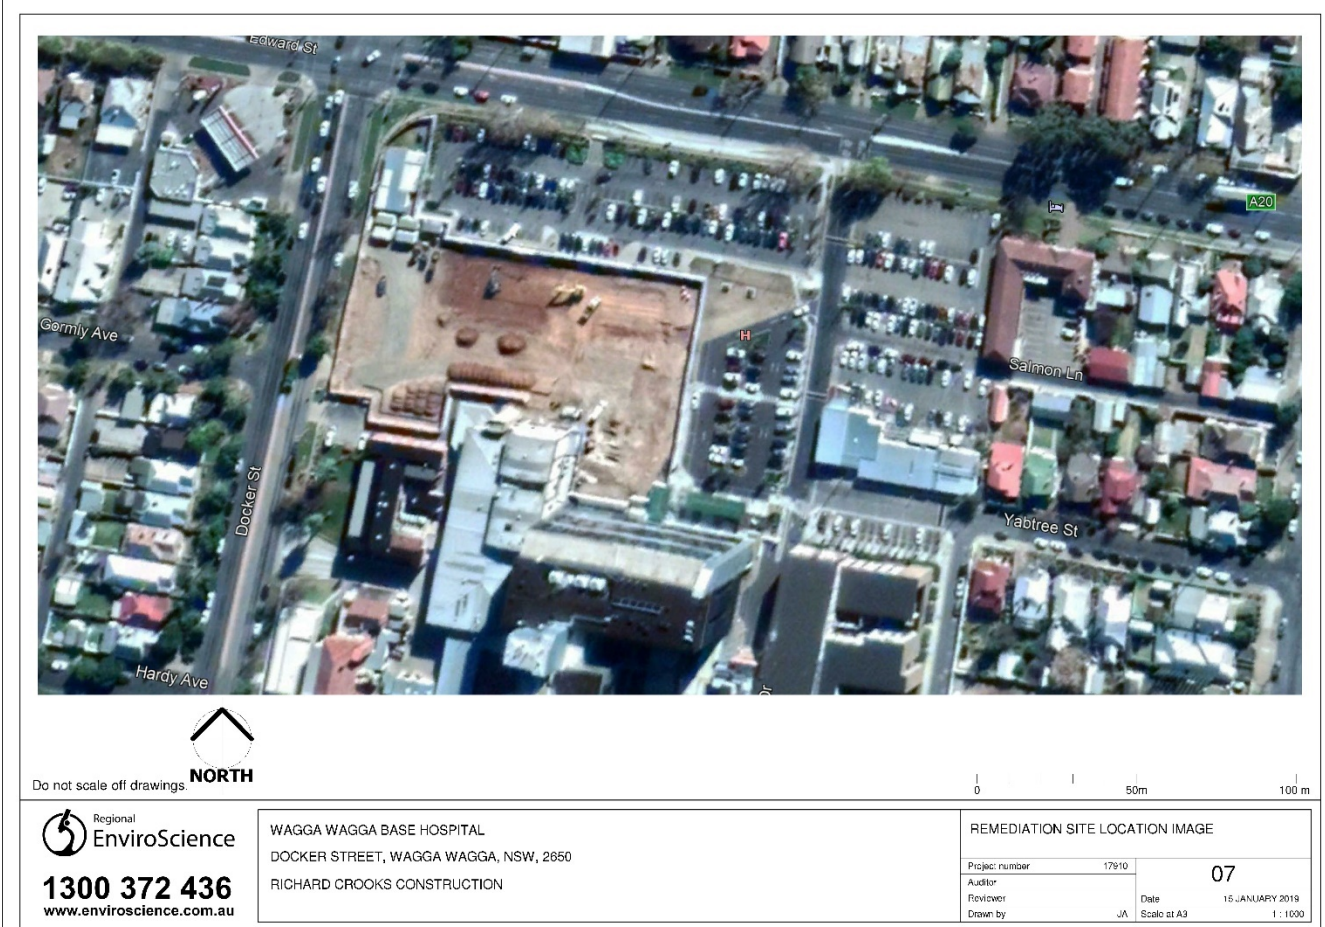 Edward St
A20
Gormly Ave
H
Salmon Ln
Docker St
Yabtree St
Hardy Ave
Dr
NORTH
Do not scale off drawings.
0 50m 100 m
Regional
EnviroScience
1300 372 436
www.enviroscience.com.au
WAGGA WAGGA BASE HOSPITAL
DOCKER STREET, WAGGA WAGGA, NSW, 2650
RICHARD CROOKS CONSTRUCTION
REMEDIATION SITE LOCATION IMAGE
Project number 17910
Auditor
Reviewer
Drawn by JA
07
Date 15 JANUARY 2019
Scale at A3 1 : 1000